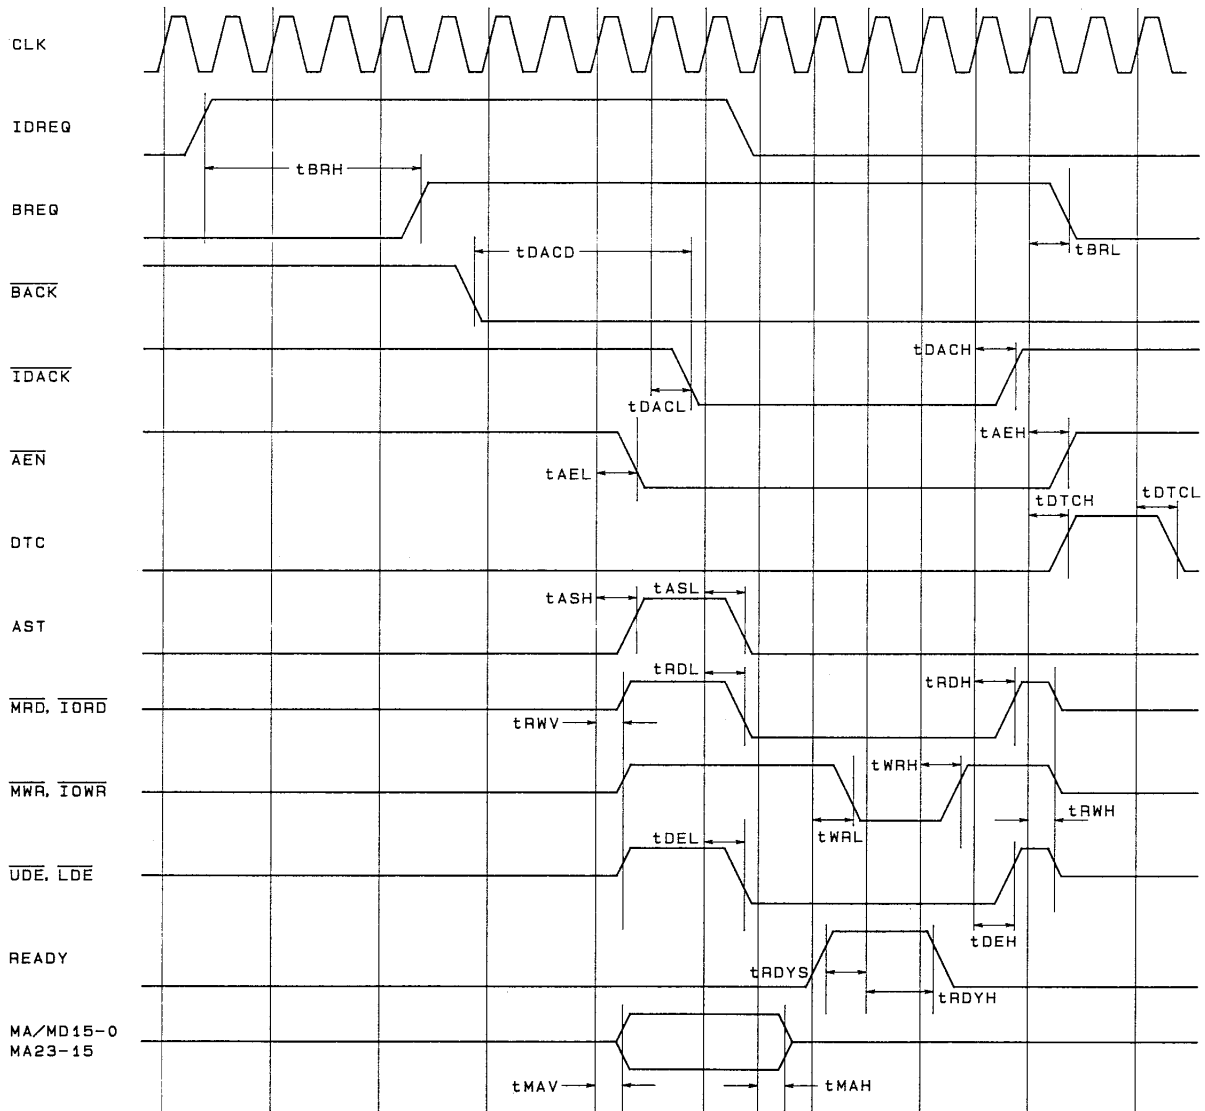 CLK
IDREQ
tBRH
BREQ
tDACD
tBRL
BACK
tDACH
IDACK
tDACL
tAEH
AEN
tAEL
tDTCL
tDTCH
DTC
tASH
tASL
AST
tRDL
tRDH
MRD, IORD
tRWV
tWRH
MWR, IOWR
tRWH
tDEL
tWRL
UDE, LDE
tDEH
READY
tRDYS
tRDYH
MA/MD15-0
MA23-15
tMAV
tMAH